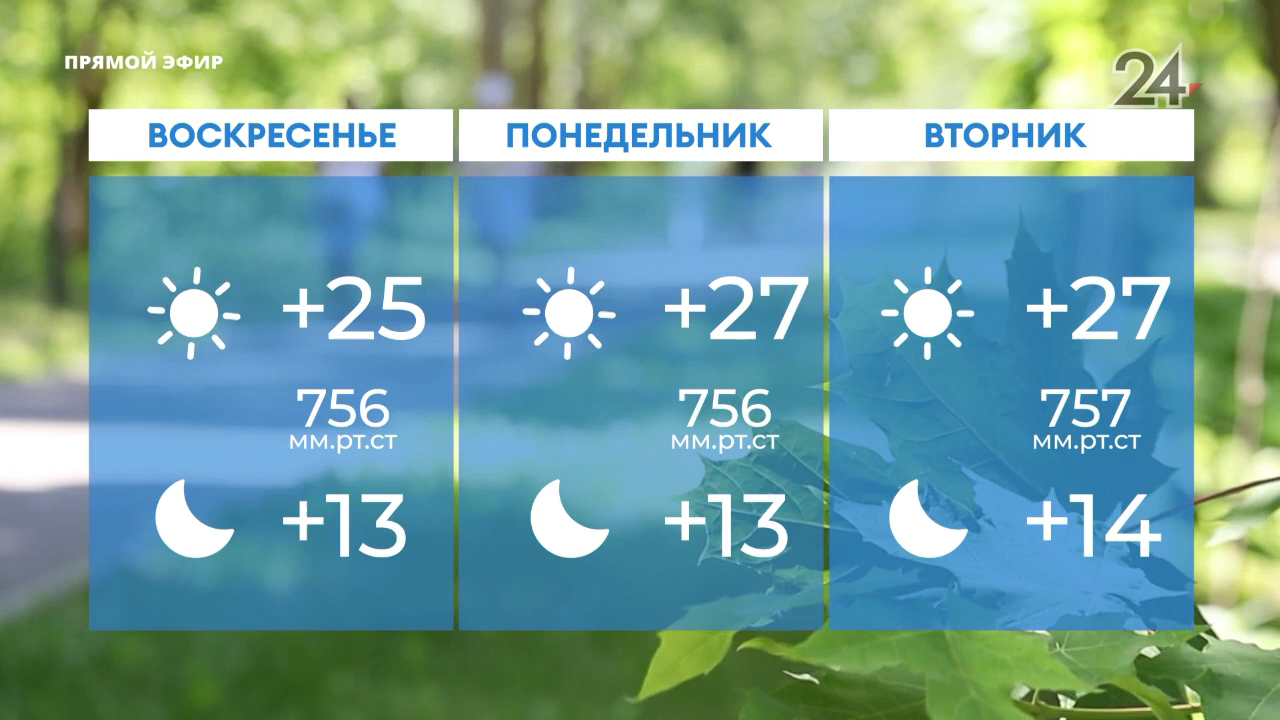 ПРЯМОЙ ЭФИР
24
ВОСКРЕСЕНЬЕ
+25
756
мм.рт.ст
+13
ПОНЕДЕЛЬНИК
+27
756
мм.рт.ст
+13
ВТОРНИК
+27
757
мм.рт.ст
+14